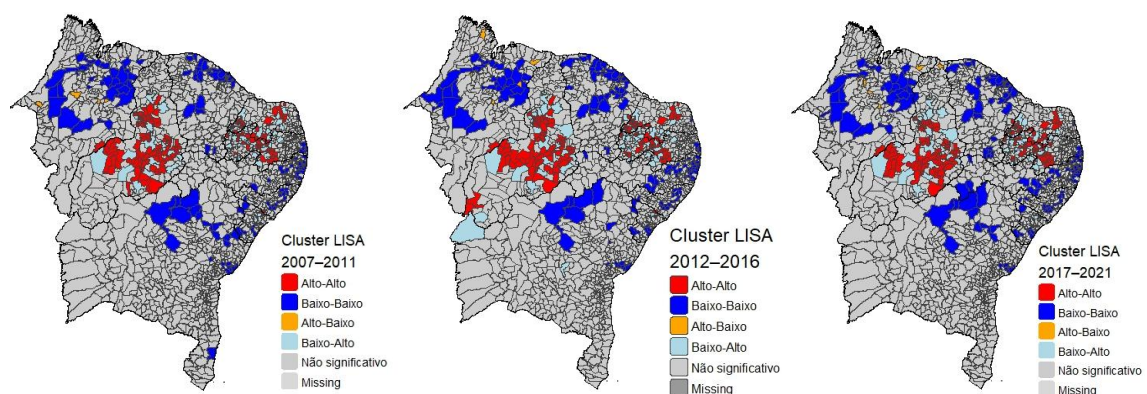 Cluster LISA
2007–2011
Alto-Alto
Baixo-Baixo
Alto-Baixo
Baixo-Alto
Não significativo
Missing
Cluster LISA
2012–2016
Alto-Alto
Baixo-Baixo
Alto-Baixo
Baixo-Alto
Não significativo
Missing
Cluster LISA
2017–2021
Alto-Alto
Baixo-Baixo
Alto-Baixo
Baixo-Alto
Não significativo
Missing